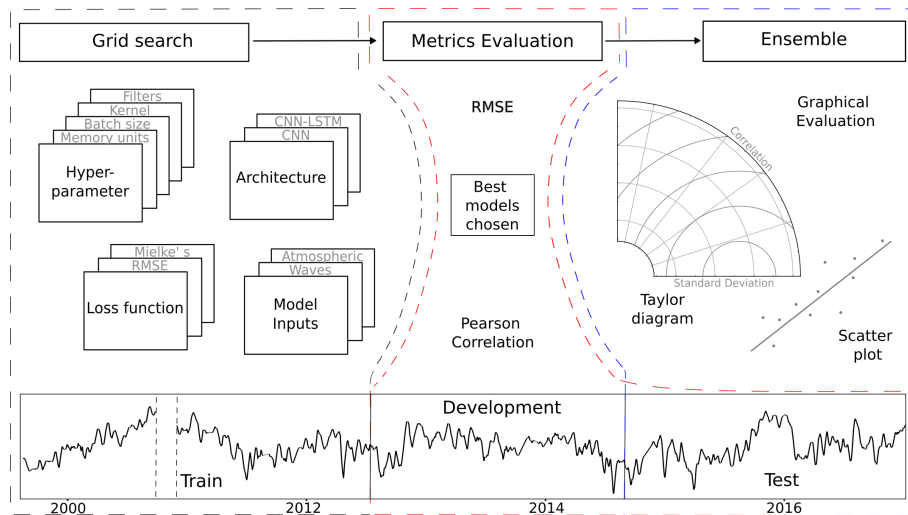 Grid search
Metrics Evaluation
Ensemble
Filters
Kernel
Batch size
Memory units
Hyper-
parameter
CNN-LSTM
CNN
Architecture
Mielke' s
RMSE
Loss function
Atmospheric
Waves
Model
Inputs
RMSE
Best
models
chosen
Pearson
Correlation
Graphical
Evaluation
Correlation
Standard Deviation
Taylor
diagram
Scatter
plot
Development
Train
Test
2000
2012
2014
2016